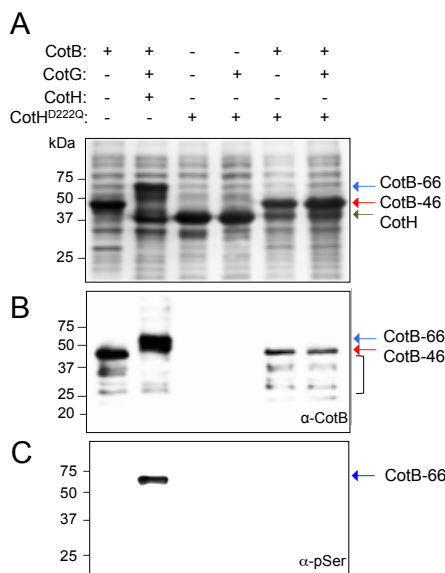 A
CotB: + + - - + +
CotG: - + - + - +
CotH: - + - - - -
CotH^D222Q: - - + + + +
kDa
75
50
37
25
CotB-66
CotB-46
CotH
B
75
50
37
25
20
CotB-66
CotB-46
α-CotB
C
75
50
37
25
CotB-66
α-pSer